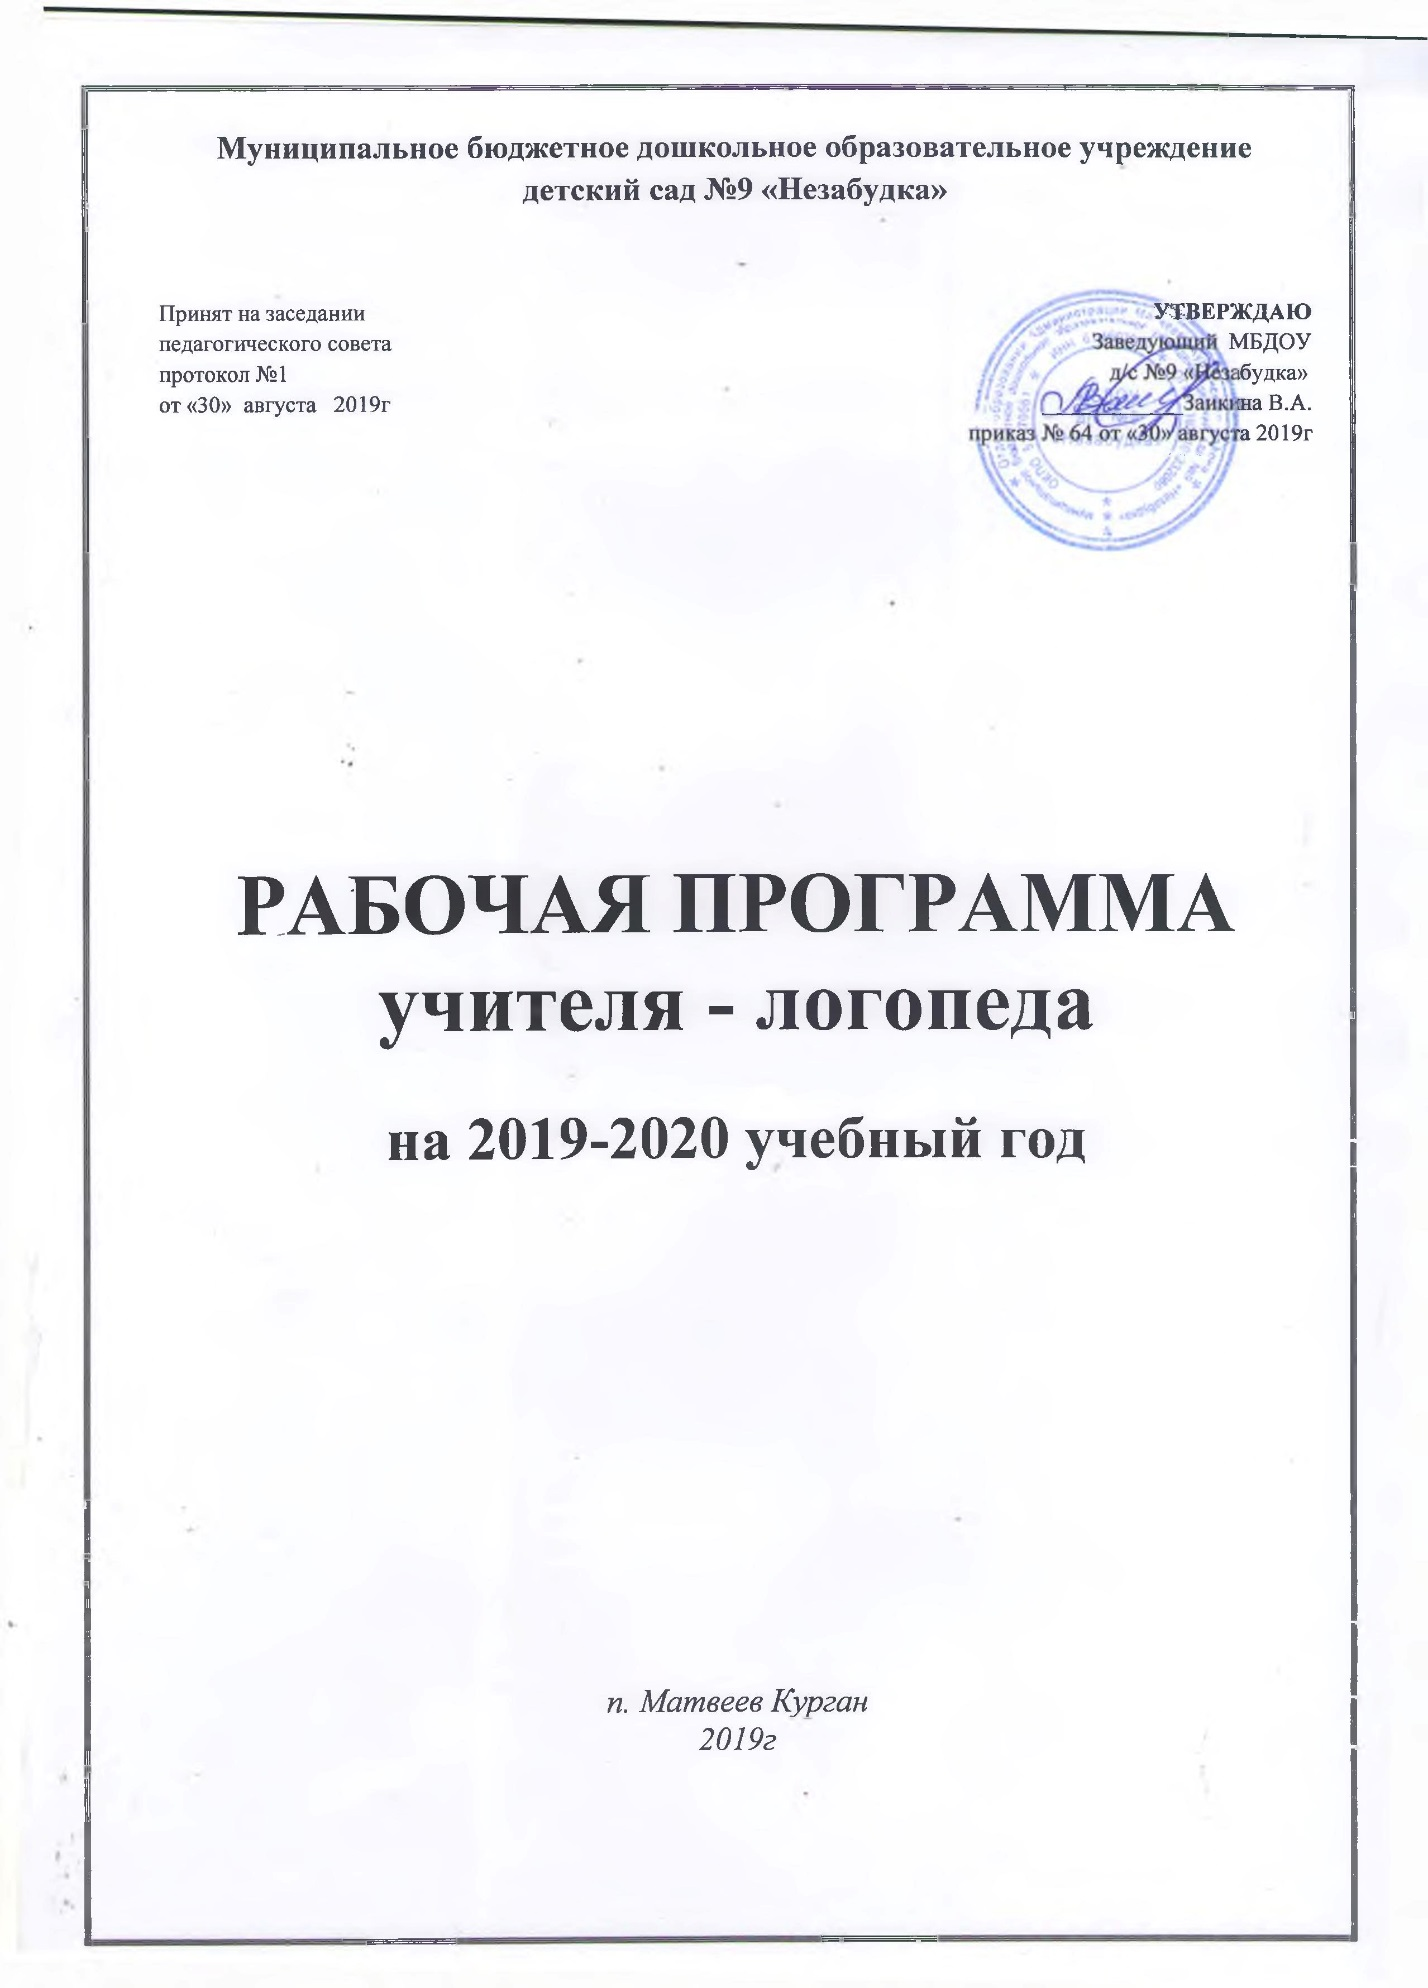 Муниципальное бюджетное дошкольное образовательное учреждение
детский сад №9 «Незабудка»
Принят на заседании
педагогического совета
протокол №1
от «30» августа 2019г
УТВЕРЖДАЮ
Заведующий МБДОУ
д/с №9 «Незабудка»
Заикина В.А.
приказ № 64 от «30» августа 2019г
РАБОЧАЯ ПРОГРАММА
учителя - логопеда
на 2019-2020 учебный год
п. Матвеев Курган
2019г